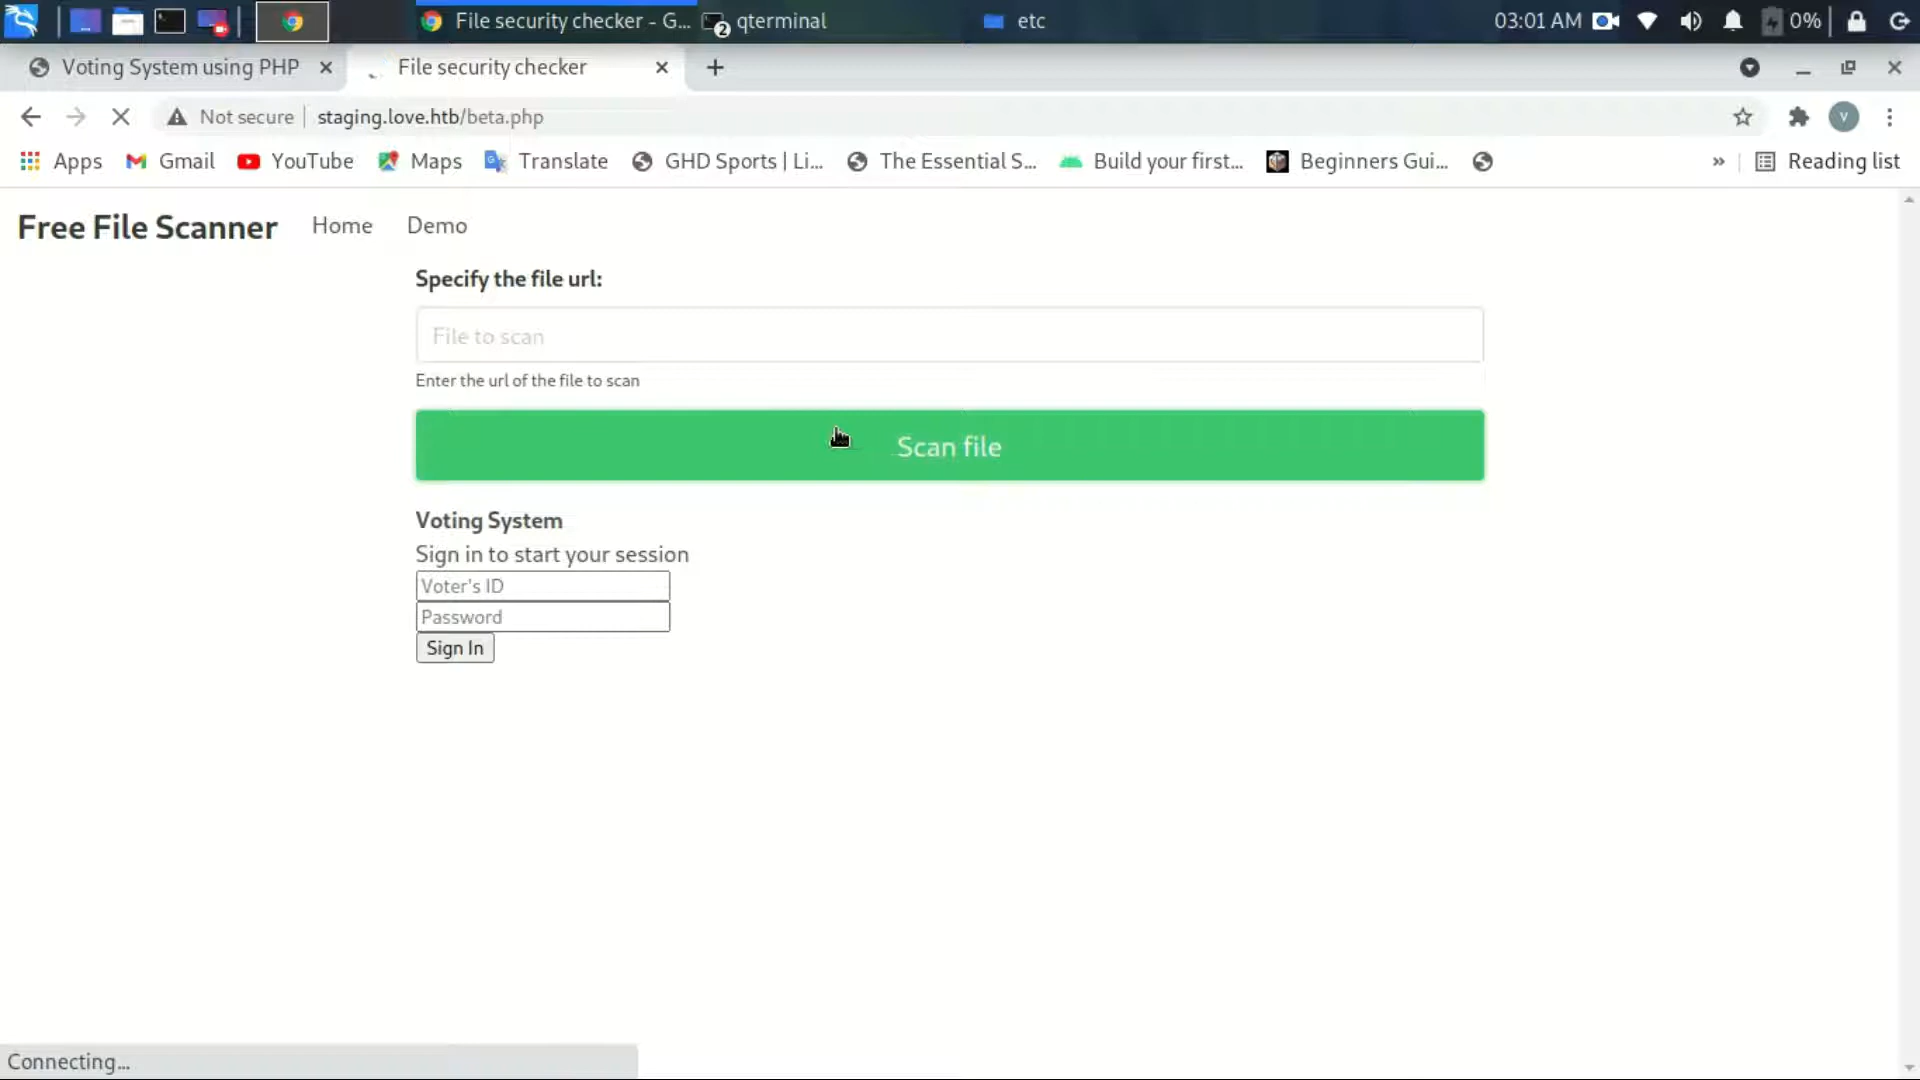 File security checker - G... 2 qterminal etc 03:01 AM 0%
Voting System using PHP File security checker
Not secure staging.love.htb/beta.php V
Apps Gmail YouTube Maps Translate GHD Sports | Li... The Essential S... Build your first... Beginners Gui... » Reading list
Free File Scanner Home Demo
Specify the file url:
File to scan
Enter the url of the file to scan
Scan file
Voting System
Sign in to start your session
Voter's ID
Password
Sign In
Connecting...